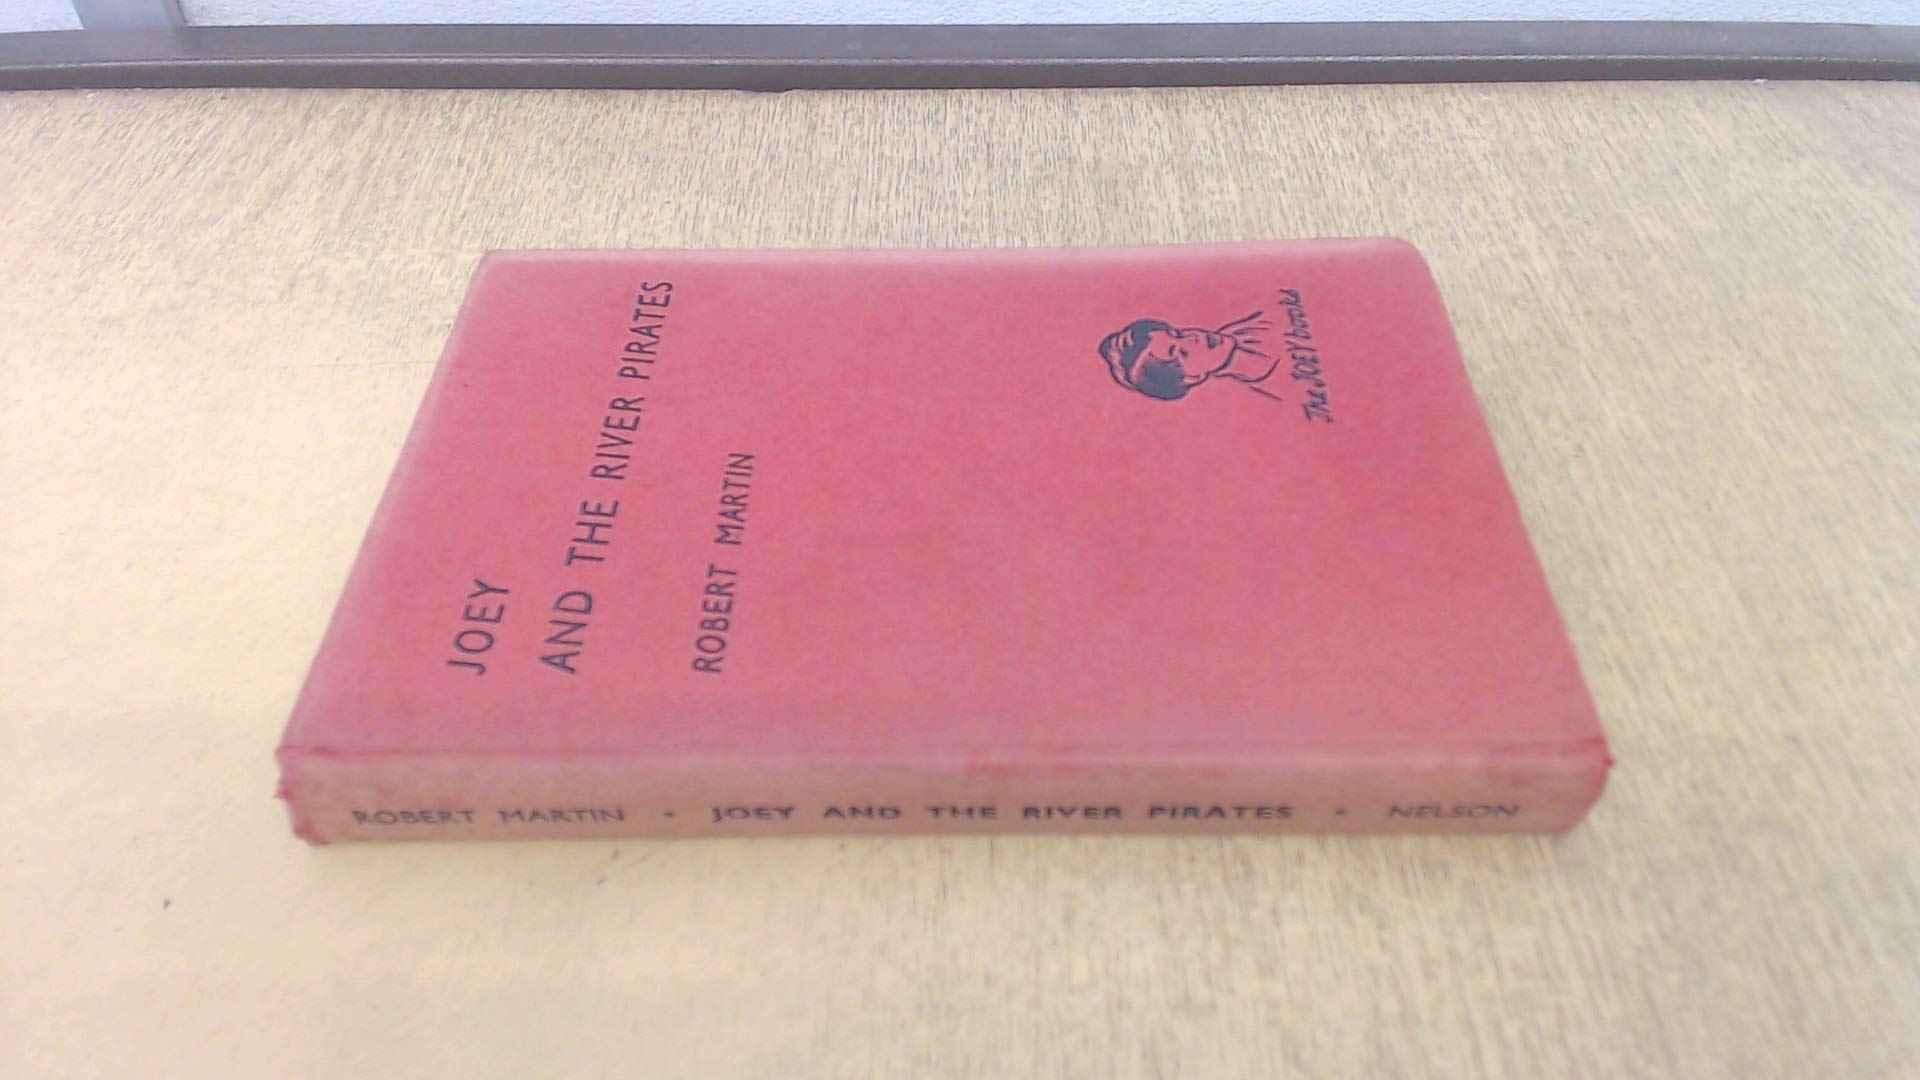 JOEY
AND THE RIVER PIRATES
ROBERT MARTIN
The JOEY books
ROBERT MARTIN · JOEY AND THE RIVER PIRATES · NELSON